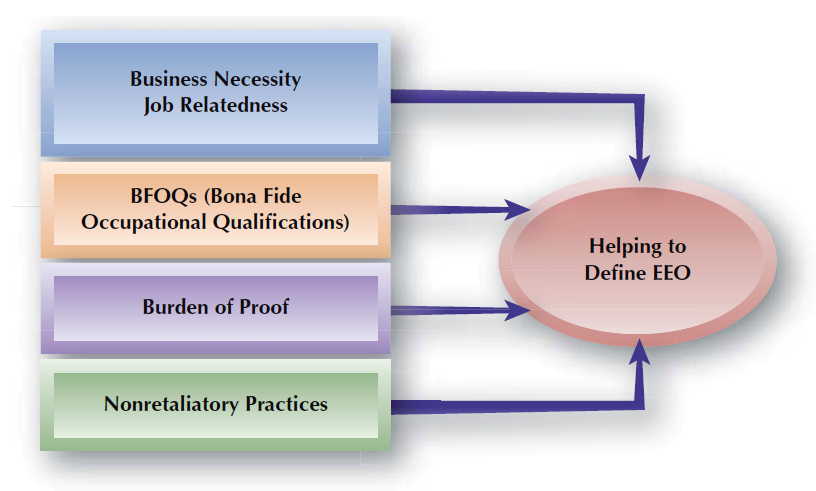 Business Necessity
Job Relatedness
BFOQs (Bona Fide
Occupational Qualifications)
Burden of Proof
Nonretaliatory Practices
Helping to
Define EEO